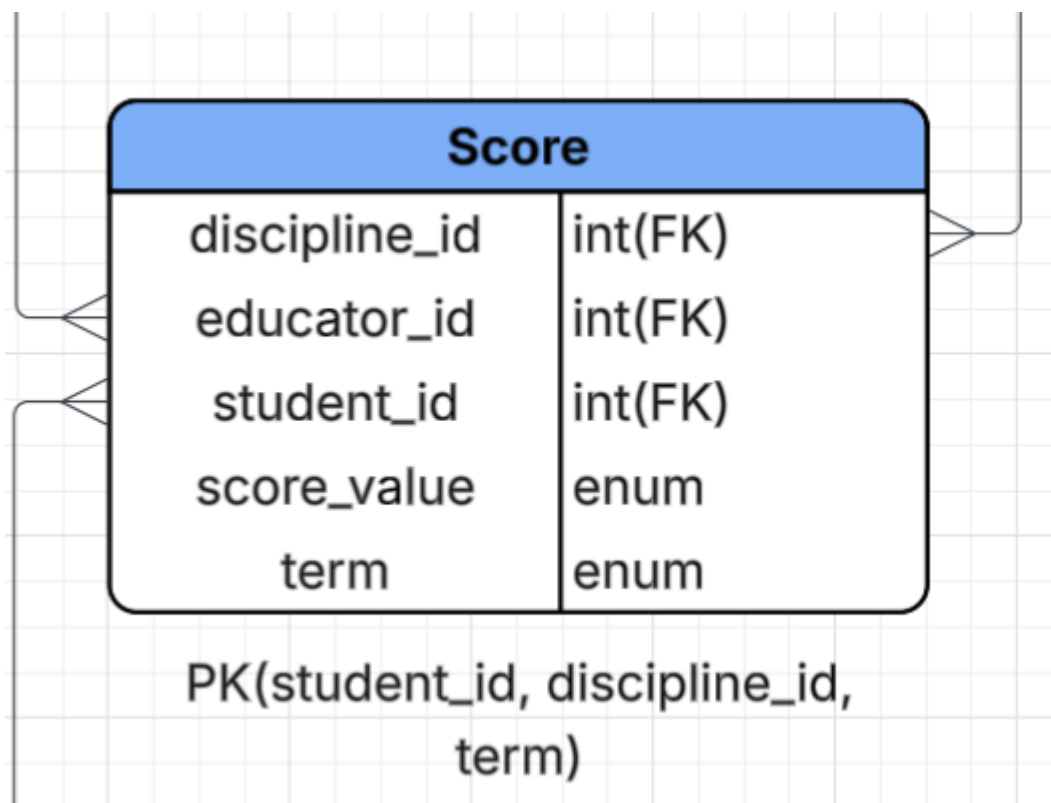 Score
discipline_id int(FK)
educator_id int(FK)
student_id int(FK)
score_value enum
term enum
PK(student_id, discipline_id,
term)